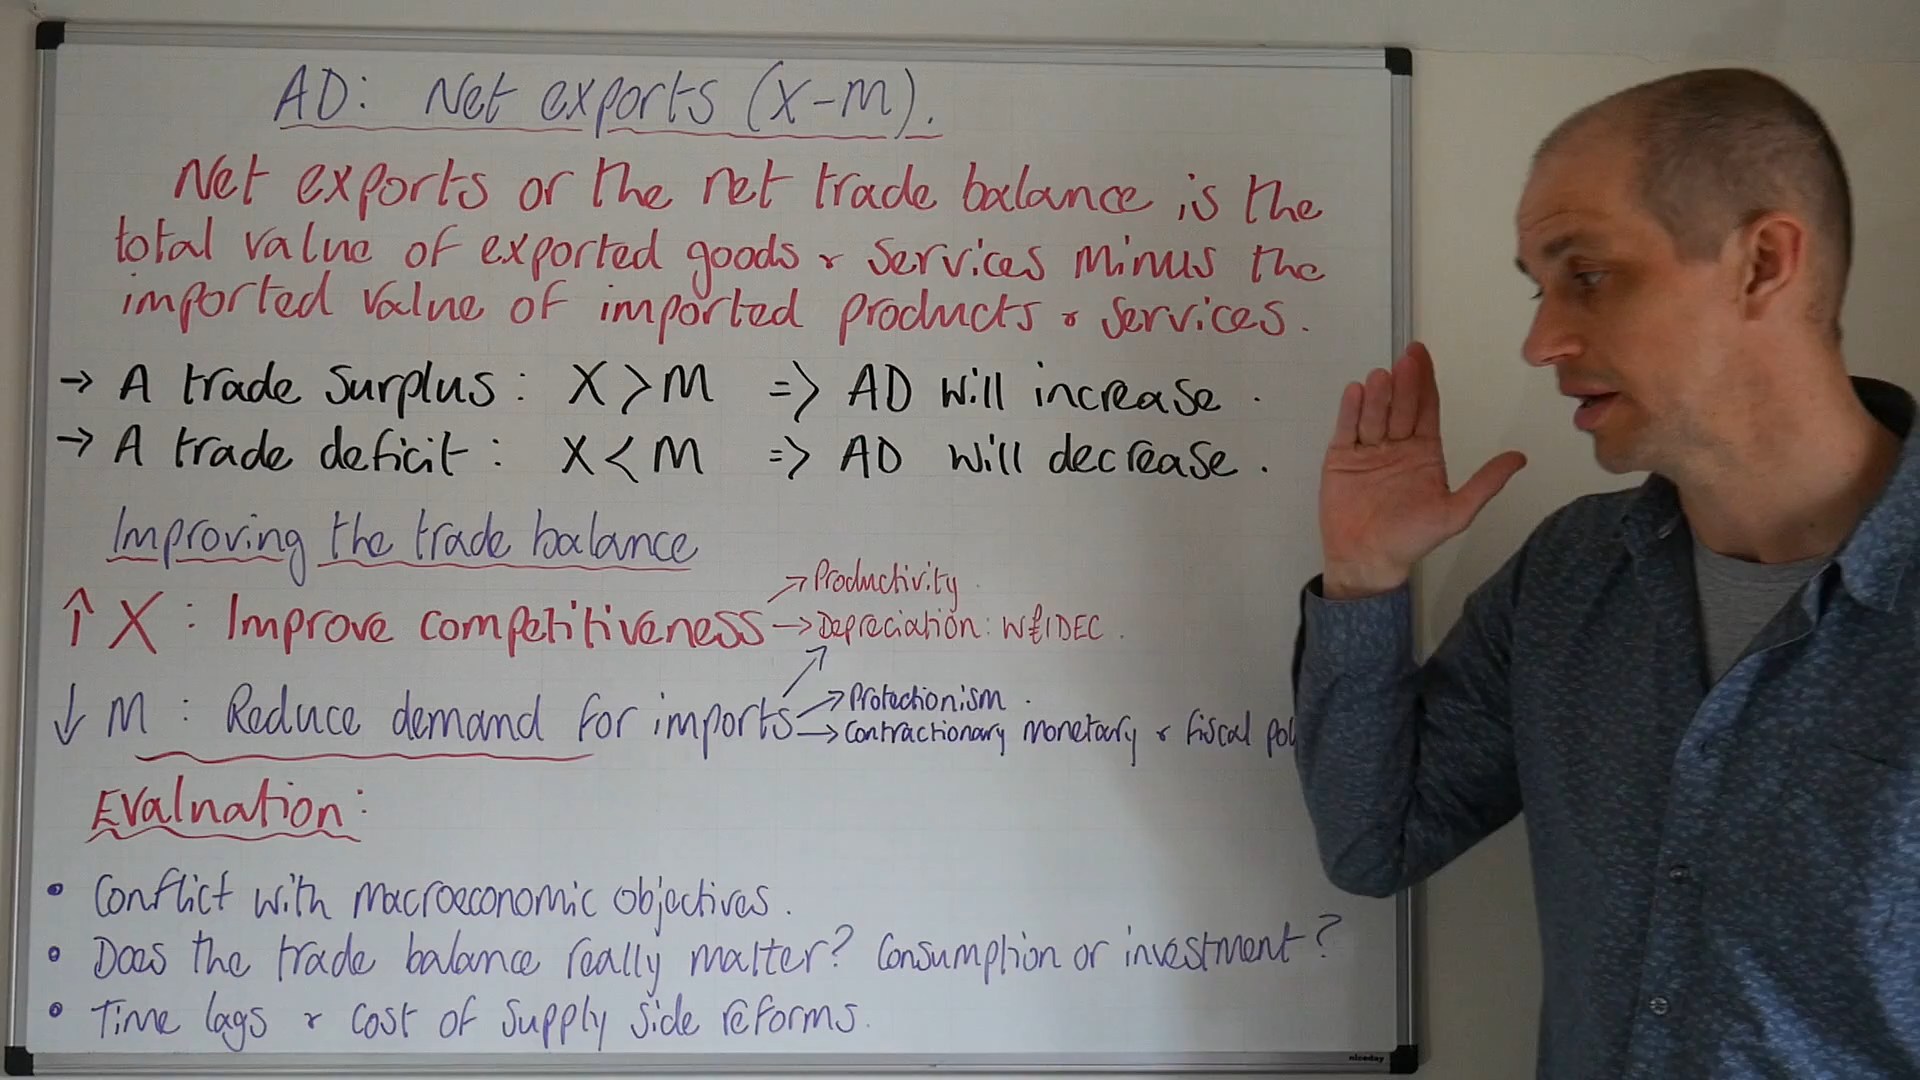 AD: Net exports (X-M).
Net exports or the net trade balance is the
total value of exported goods & services minus the
imported value of imported products & services.
→ A trade surplus: X > M => AD will increase.
→ A trade deficit: X < M => AD will decrease.
Improving the trade balance
→ Productivity
↑ X: Improve competitiveness → Depreciation: W£IDEC.
↓ M: Reduce demand for imports → Protectionism.
→ Contractionary monetary & fiscal pol
Evaluation:
• Conflict with macroeconomic objectives.
• Does the trade balance really matter? Consumption or investment?
• Time lags & cost of supply side reforms.
niceday